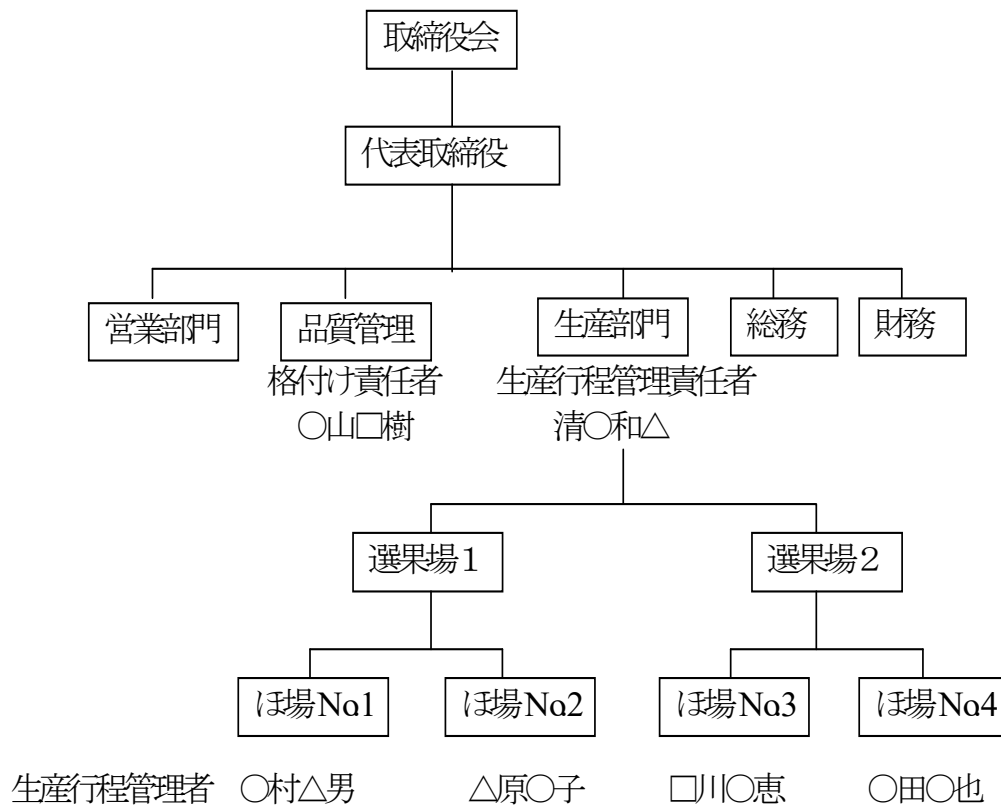 取締役会
代表取締役
営業部門 品質管理 生産部門 総務 財務
格付け責任者 生産行程管理責任者
○山□樹 清○和△
選果場1 選果場2
ほ場№1 ほ場№2 ほ場№3 ほ場№4
生産行程管理者 ○村△男 △原○子 □川○恵 ○田○也